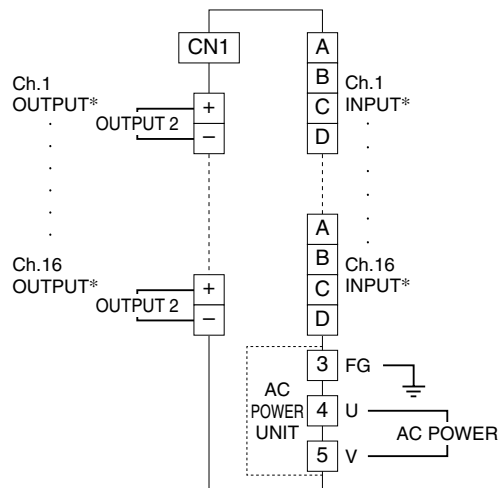 CN1
A
B
C
D
Ch.1
OUTPUT*
OUTPUT 2
+
−
Ch.1
INPUT*
A
B
C
D
Ch.16
OUTPUT*
OUTPUT 2
+
−
Ch.16
INPUT*
3 FG
AC
POWER
UNIT
4 U
AC POWER
5 V